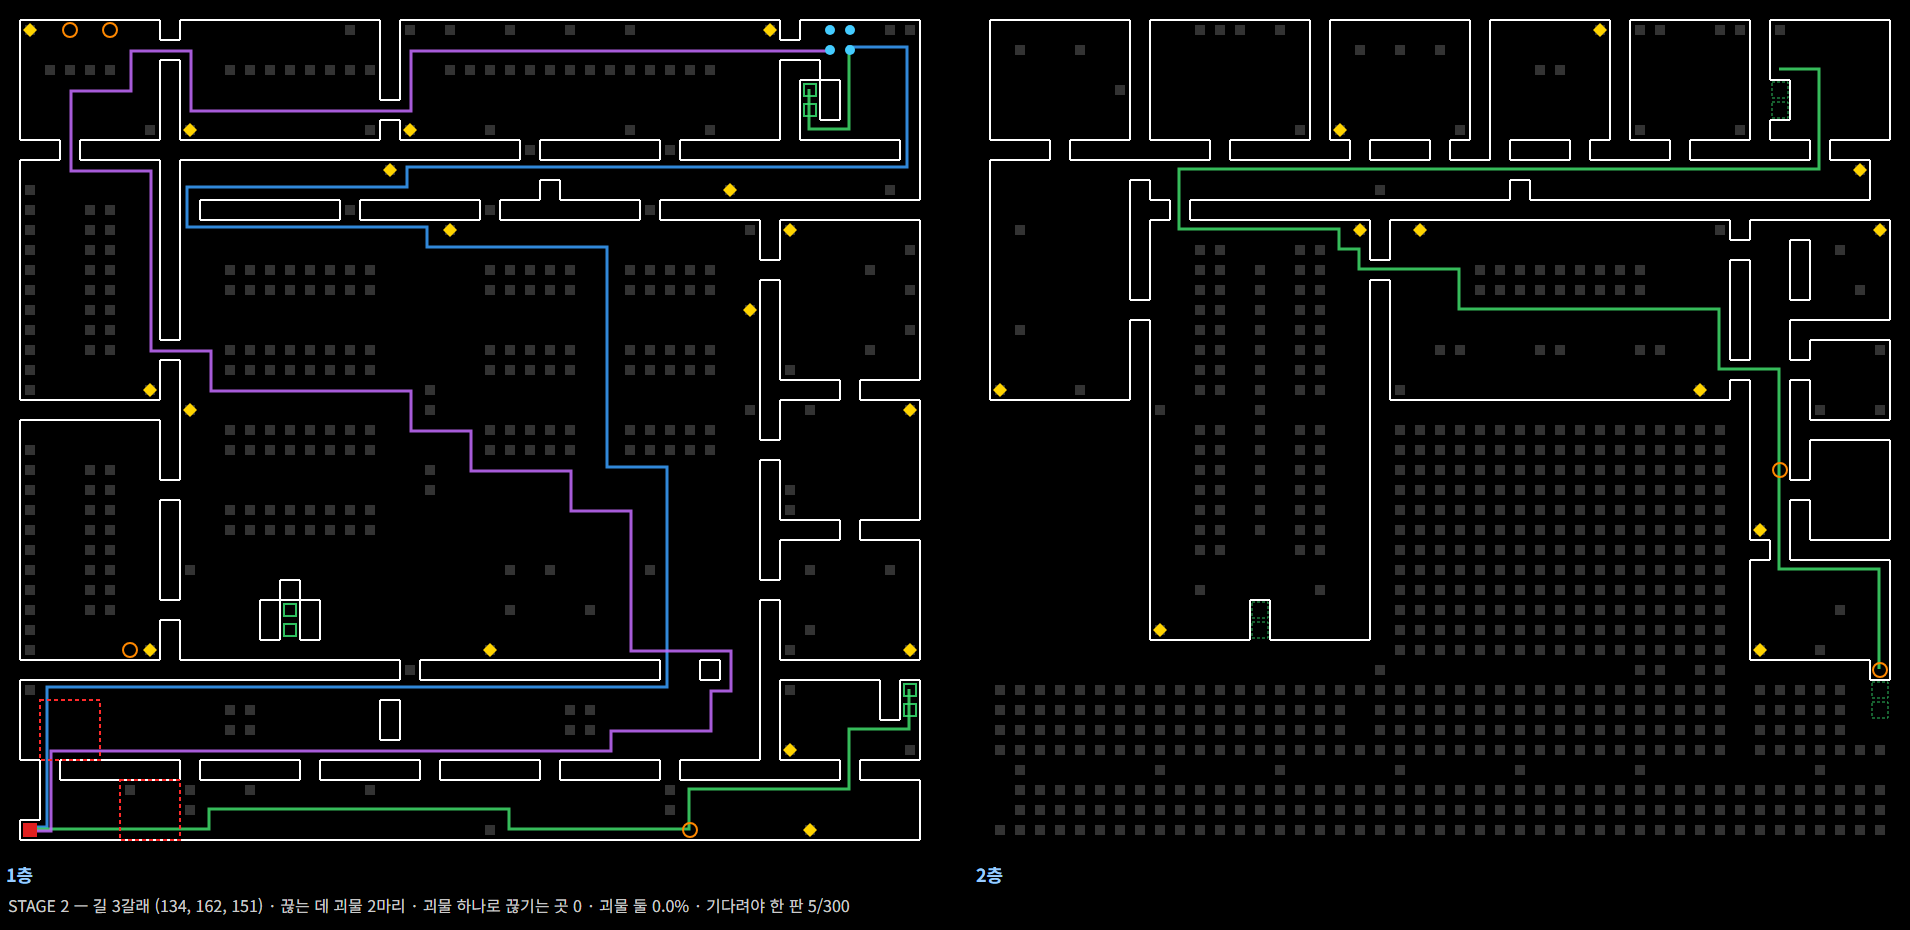 1층
2층
STAGE 2 — 길 3갈래 (134, 162, 151) · 끊는 데 괴물 2마리 · 괴물 하나로 끊기는 곳 0 · 괴물 둘 0.0% · 기다려야 한 판 5/300